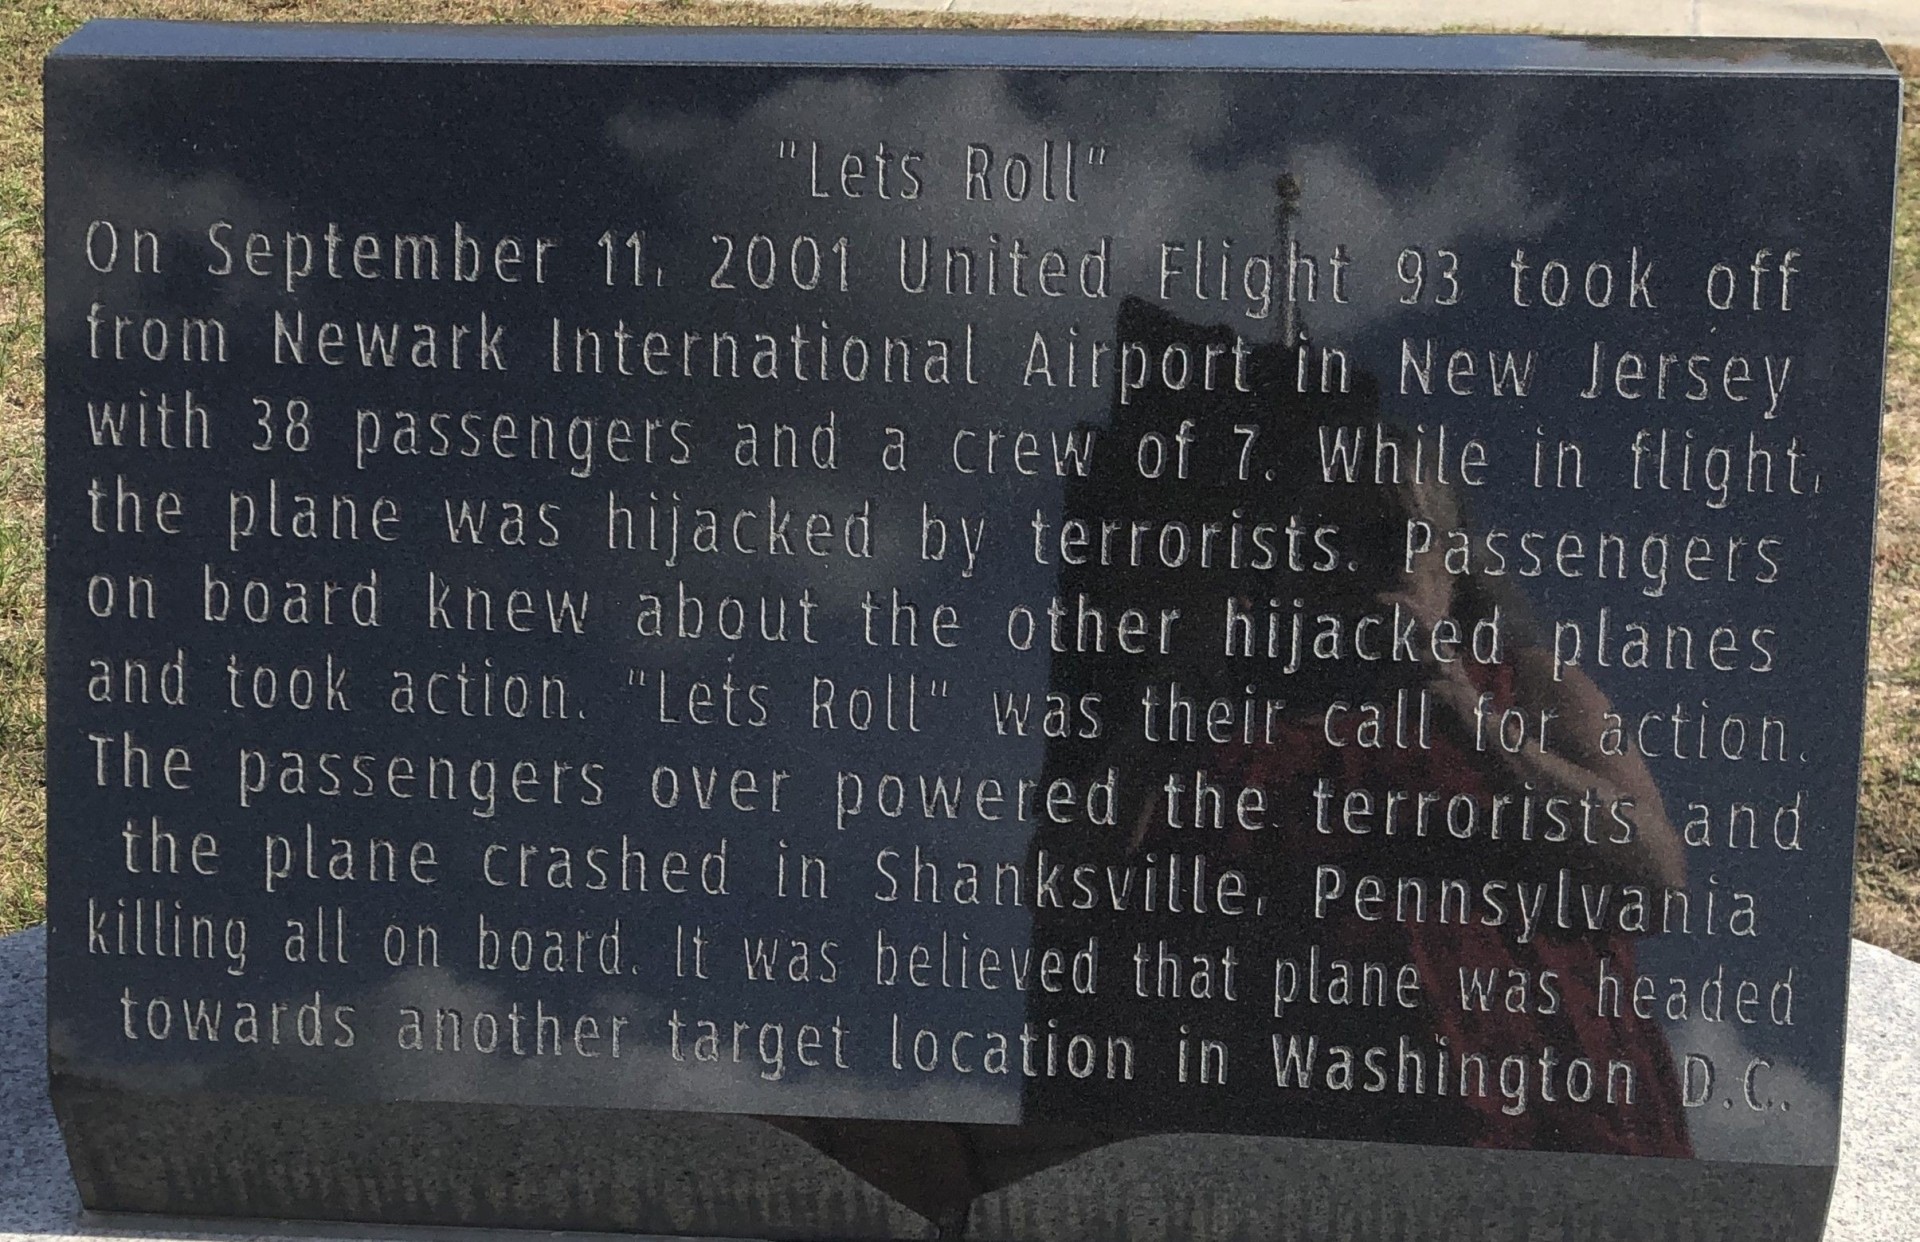 "Lets Roll"
On September 11, 2001 United Flight 93 took off
from Newark International Airport in New Jersey
with 38 passengers and a crew of 7. While in flight,
the plane was hijacked by terrorists. Passengers
on board knew about the other hijacked planes
and took action. "Lets Roll" was their call for action.
The passengers over powered the terrorists and
the plane crashed in Shanksville, Pennsylvania
killing all on board. It was believed that plane was headed
towards another target location in Washington D.C.